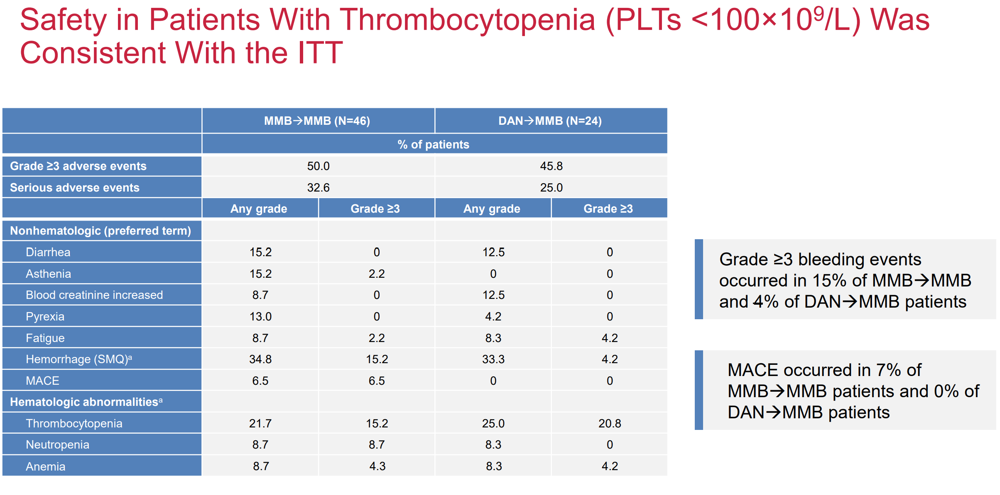 Safety in Patients With Thrombocytopenia (PLTs <100×10⁹/L) Was
Consistent With the ITT
MMB→MMB (N=46) DAN→MMB (N=24)
% of patients
Grade ≥3 adverse events 50.0 45.8
Serious adverse events 32.6 25.0
Any grade Grade ≥3 Any grade Grade ≥3
Nonhematologic (preferred term)
Diarrhea 15.2 0 12.5 0
Asthenia 15.2 2.2 0 0
Blood creatinine increased 8.7 0 12.5 0
Pyrexia 13.0 0 4.2 0
Fatigue 8.7 2.2 8.3 4.2
Hemorrhage (SMQ)ᵃ 34.8 15.2 33.3 4.2
MACE 6.5 6.5 0 0
Hematologic abnormalitiesᵃ
Thrombocytopenia 21.7 15.2 25.0 20.8
Neutropenia 8.7 8.7 8.3 0
Anemia 8.7 4.3 8.3 4.2
Grade ≥3 bleeding events
occurred in 15% of MMB→MMB
and 4% of DAN→MMB patients
MACE occurred in 7% of
MMB→MMB patients and 0% of
DAN→MMB patients